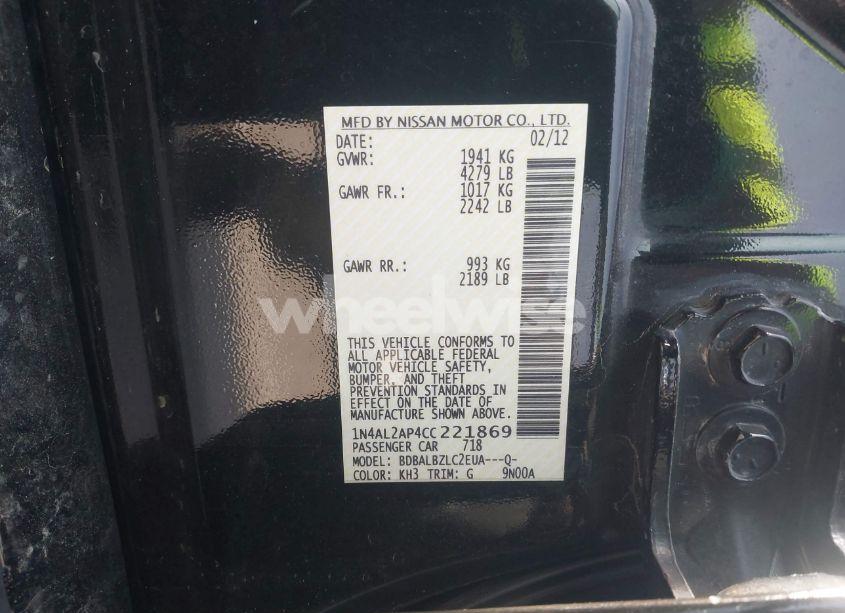 MFD BY NISSAN MOTOR CO., LTD.
DATE: 02/12
GVWR: 1941 KG
4279 LB
GAWR FR.: 1017 KG
2242 LB
GAWR RR.: 993 KG
2189 LB
wheelwise
THIS VEHICLE CONFORMS TO
ALL APPLICABLE FEDERAL
MOTOR VEHICLE SAFETY,
BUMPER, AND THEFT
PREVENTION STANDARDS IN
EFFECT ON THE DATE OF
MANUFACTURE SHOWN ABOVE.
1N4AL2AP4CC221869
PASSENGER CAR 718
MODEL: BDBALBZLC2EUA---Q-
COLOR: KH3 TRIM: G 9N00A